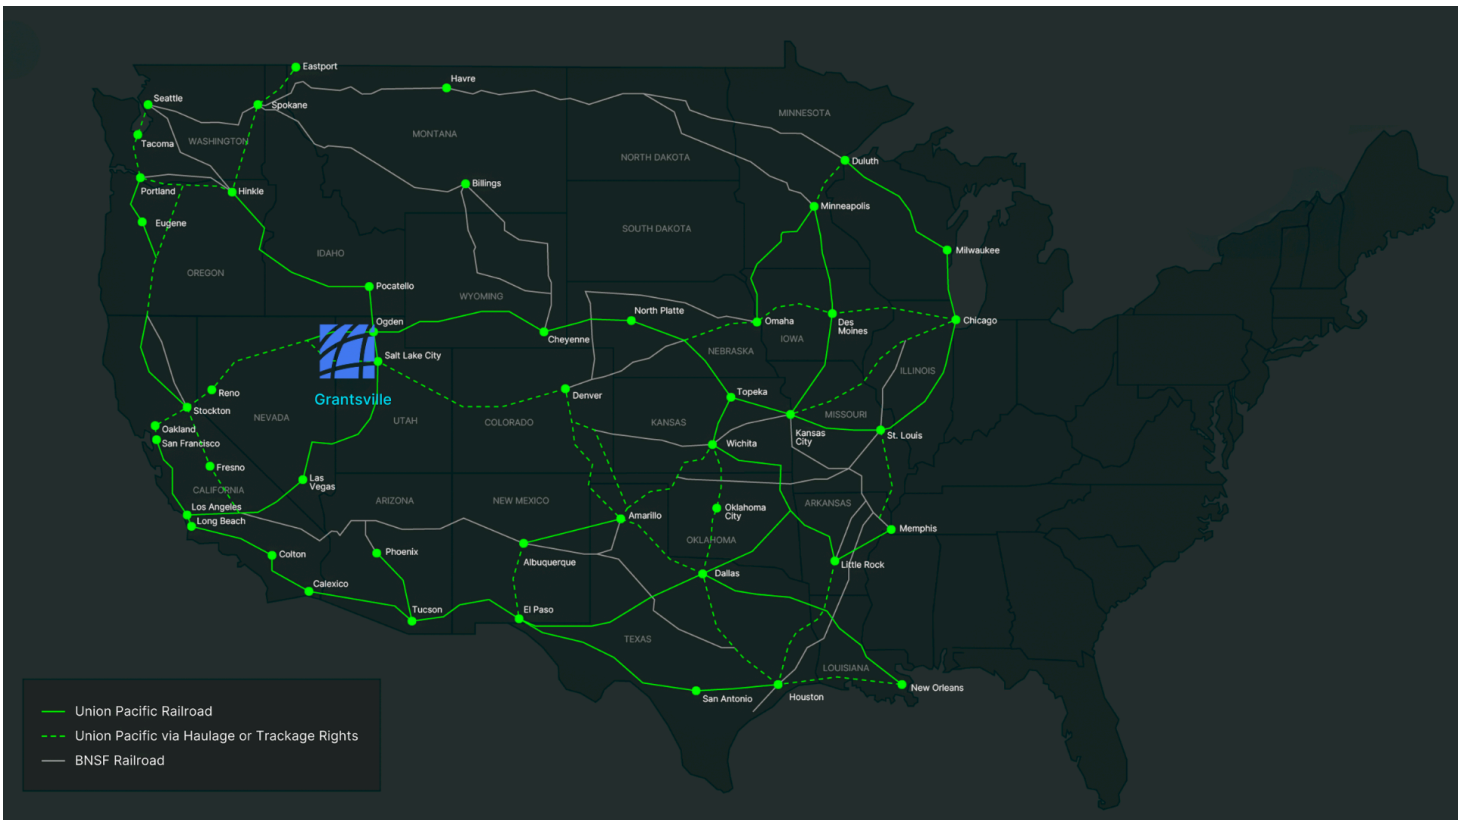 Eastport
Havre
Seattle
Spokane
MINNESOTA
MONTANA
WASHINGTON
Tacoma
NORTH DAKOTA
Duluth
Portland
Hinkle
Billings
Minneapolis
Eugene
SOUTH DAKOTA
IDAHO
Milwaukee
OREGON
Pocatello
WYOMING
North Platte
Ogden
Omaha
Des
Moines
Chicago
Cheyenne
IOWA
NEBRASKA
Salt Lake City
ILLINOIS
Reno
Grantsville
Denver
Topeka
Stockton
NEVADA
UTAH
COLORADO
KANSAS
MISSOURI
Oakland
San Francisco
Kansas
City
St. Louis
Wichita
Fresno
Las
Vegas
CALIFORNIA
ARIZONA
NEW MEXICO
ARKANSAS
Los Angeles
Long Beach
Amarillo
Oklahoma
City
Memphis
OKLAHOMA
Colton
Phoenix
Albuquerque
Little Rock
Dallas
Calexico
Tucson
El Paso
TEXAS
LOUISIANA
San Antonio
Houston
New Orleans
Union Pacific Railroad
Union Pacific via Haulage or Trackage Rights
BNSF Railroad